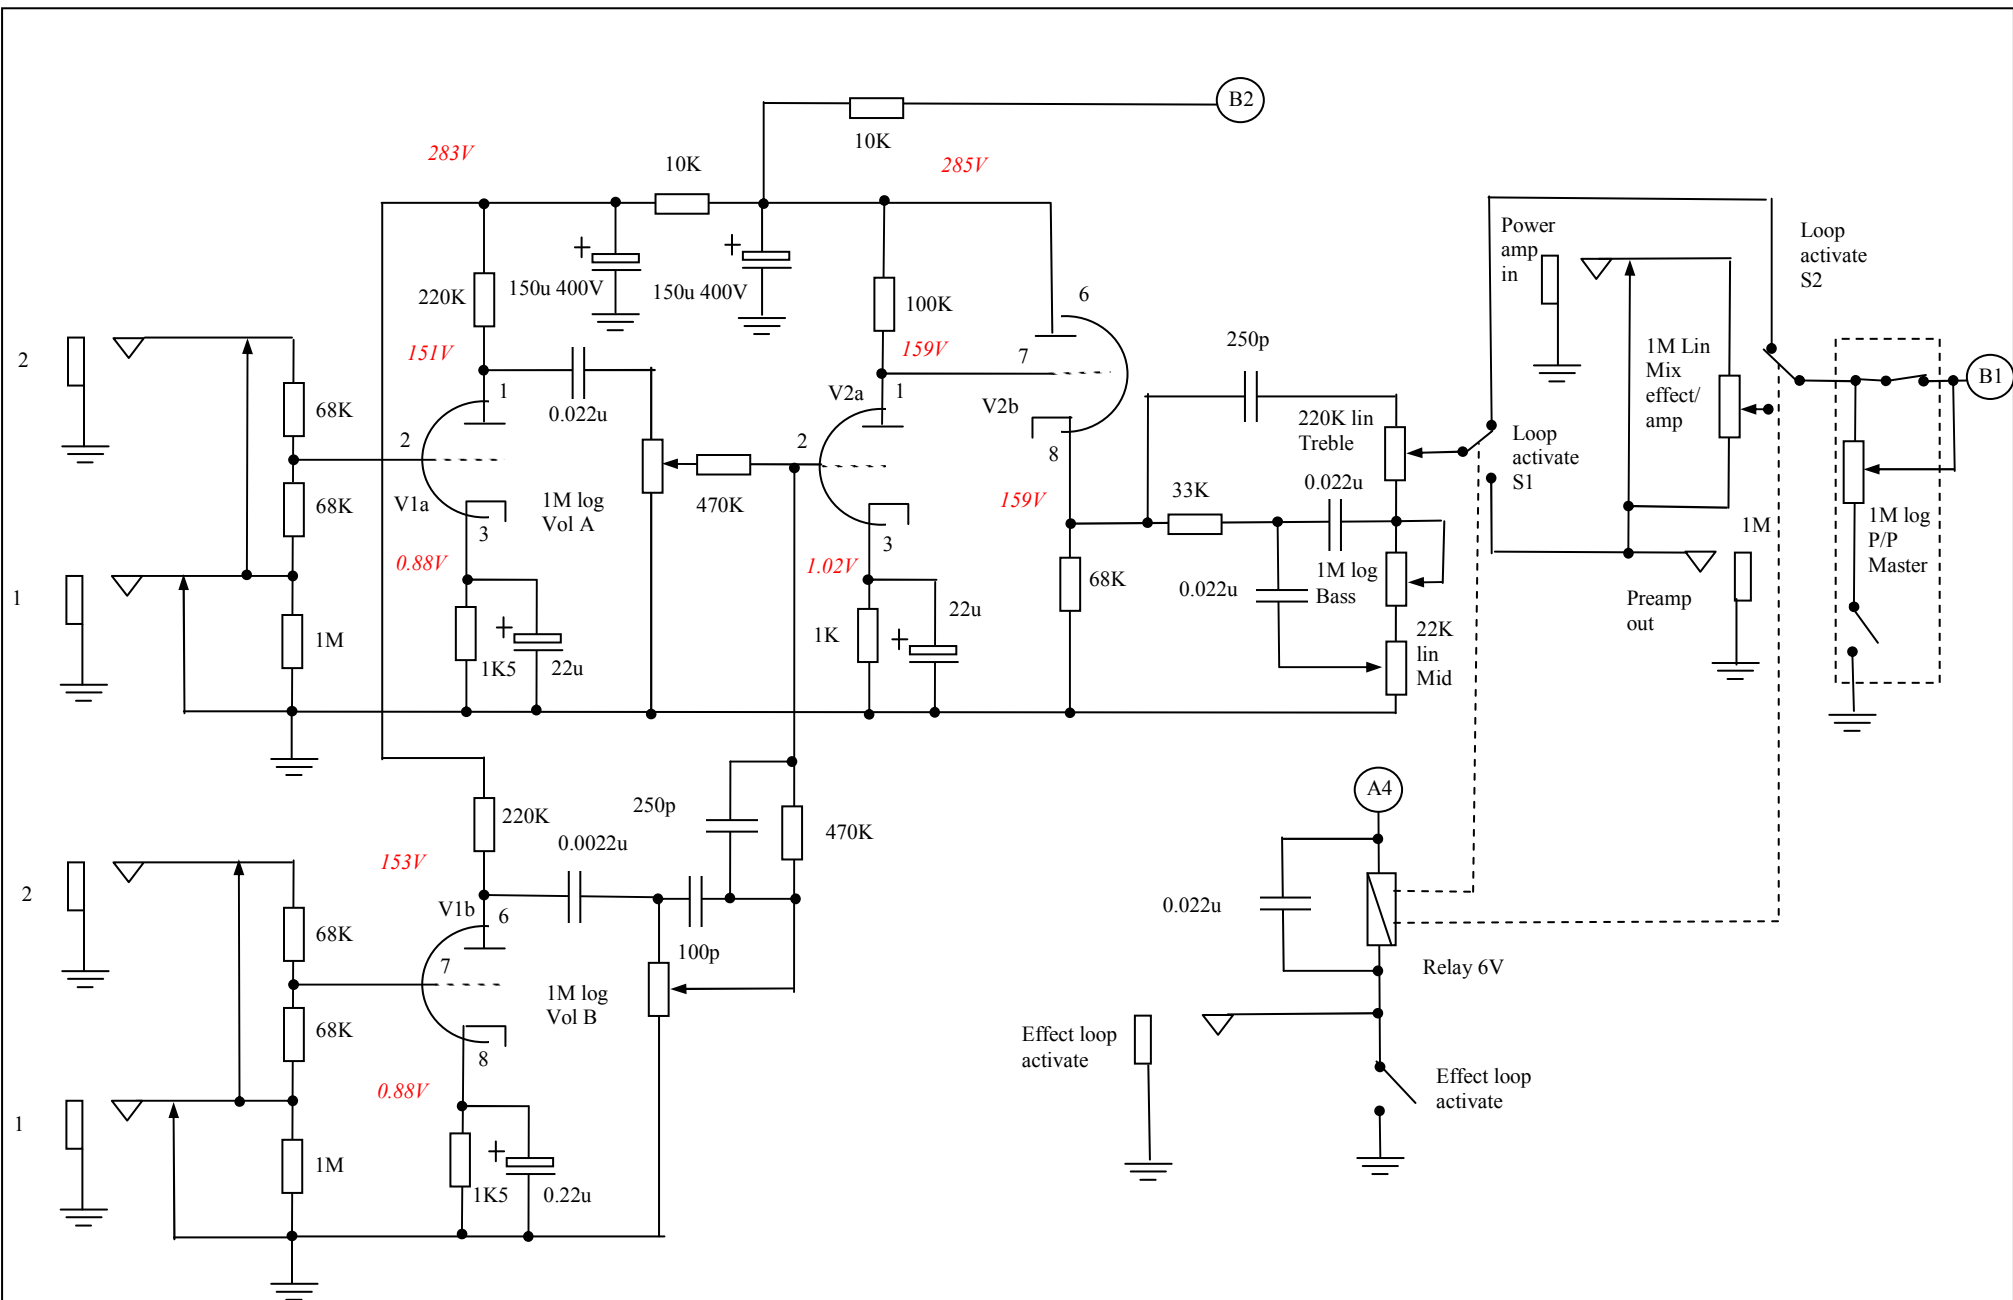 B2
10K
283V
10K
285V
Power
amp
in
Loop
activate
S2
6
150u 400V
150u 400V
220K
100K
2
151V
159V
7
250p
1M Lin
Mix
effect/
amp
B1
1
V2a
1
V2b
68K
0.022u
220K lin
Treble
2
2
8
Loop
activate
S1
V1a
68K
1M log
Vol A
470K
159V
33K
0.022u
1M
1M log
P/P
Master
3
3
0.88V
1.02V
68K
0.022u
1M log
Bass
Preamp
out
1
1M
1K5
22u
1K
22u
22K
lin
Mid
A4
220K
250p
470K
0.0022u
153V
2
V1b
6
0.022u
68K
100p
7
Relay 6V
1M log
Vol B
68K
8
Effect loop
activate
0.88V
Effect loop
activate
1
1M
1K5
0.22u